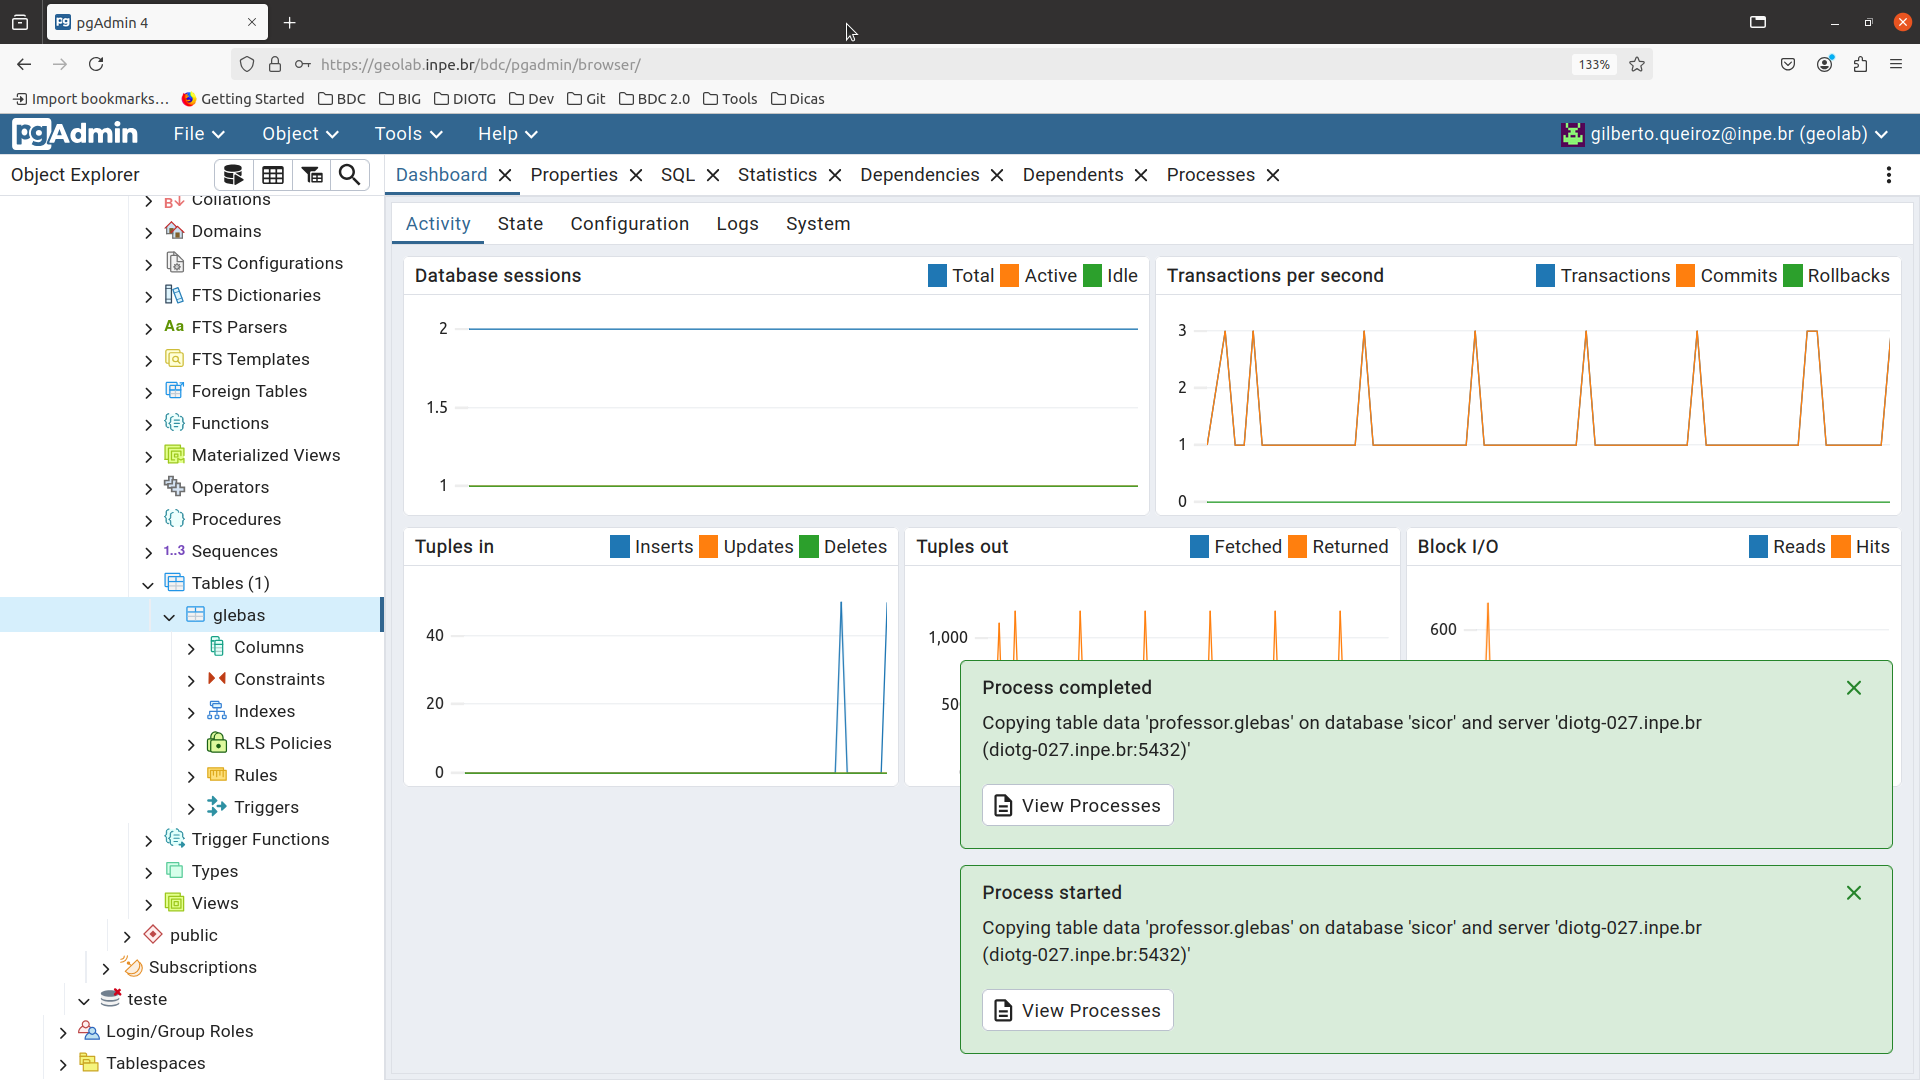 pgAdmin 4
https://geolab.inpe.br/bdc/pgadmin/browser/
133%
Import bookmarks…
Getting Started
BDC
BIG
DIOTG
Dev
Git
BDC 2.0
Tools
Dicas
pgAdmin
File
Object
Tools
Help
gilberto.queiroz@inpe.br (geolab)
Object Explorer
Dashboard
Properties
SQL
Statistics
Dependencies
Dependents
Processes
Collations
Domains
FTS Configurations
FTS Dictionaries
Aa FTS Parsers
FTS Templates
Foreign Tables
Functions
Materialized Views
Operators
Procedures
1..3 Sequences
Tables (1)
glebas
Columns
Constraints
Indexes
RLS Policies
Rules
Triggers
Trigger Functions
Types
Views
public
Subscriptions
teste
Login/Group Roles
Tablespaces
Activity
State
Configuration
Logs
System
Database sessions
Total
Active
Idle
2
1.5
1
Transactions per second
Transactions
Commits
Rollbacks
3
2
1
0
Tuples in
Inserts
Updates
Deletes
40
20
0
Tuples out
Fetched
Returned
1,000
Block I/O
Reads
Hits
600
Process completed
Copying table data 'professor.glebas' on database 'sicor' and server 'diotg-027.inpe.br
(diotg-027.inpe.br:5432)'
View Processes
Process started
Copying table data 'professor.glebas' on database 'sicor' and server 'diotg-027.inpe.br
(diotg-027.inpe.br:5432)'
View Processes